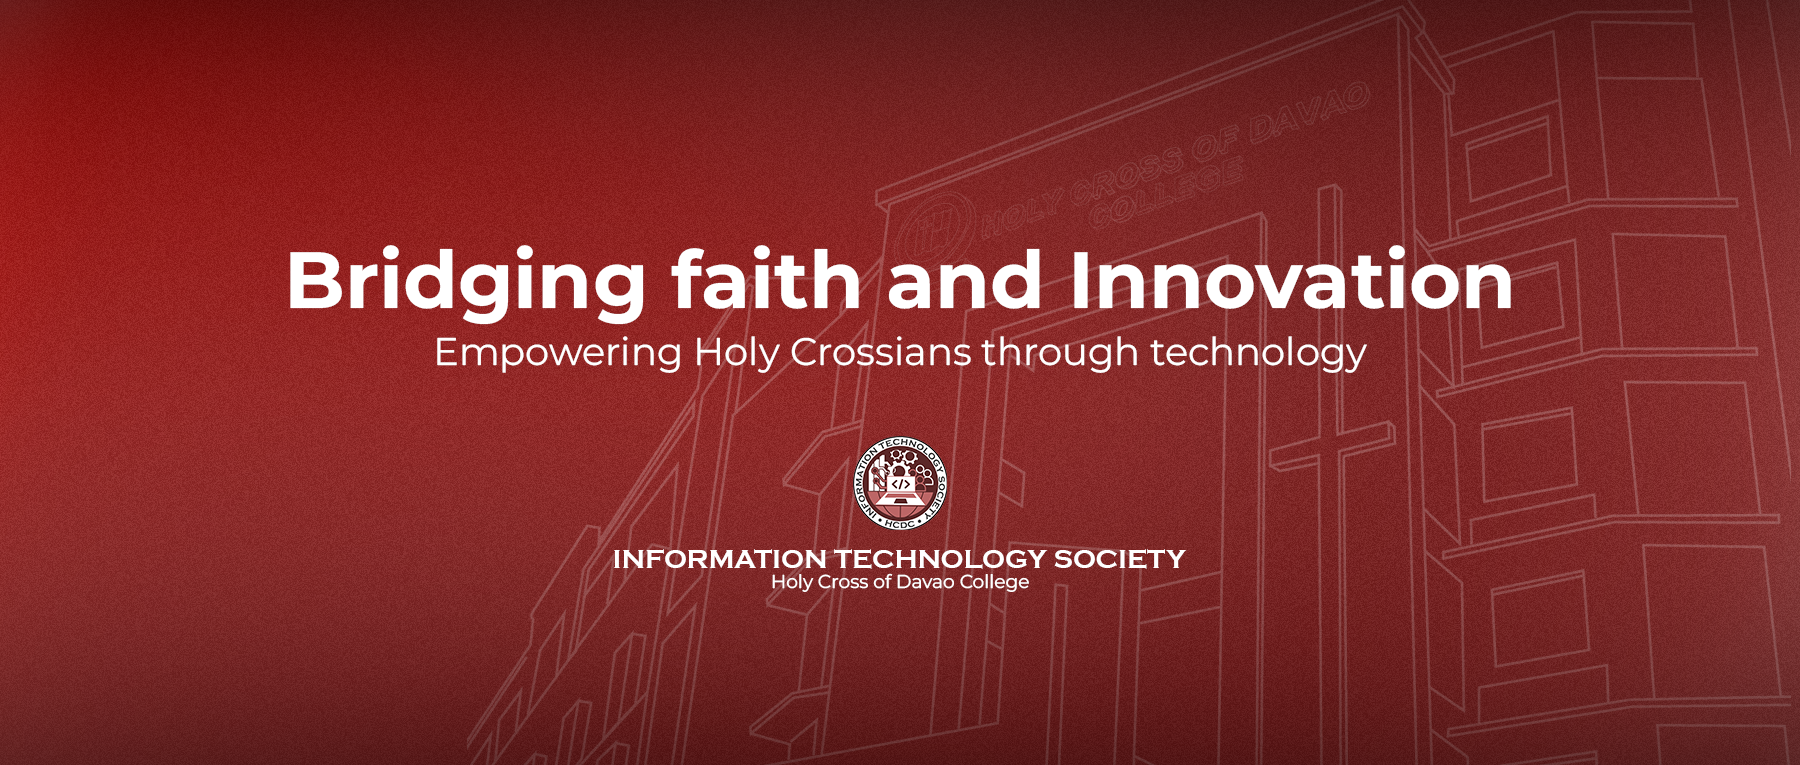 HOLY CROSS OF DAVAO
COLLEGE
Bridging faith and Innovation
Empowering Holy Crossians through technology
INFORMATION TECHNOLOGY SOCIETY
• HCDC •
</>
INFORMATION TECHNOLOGY SOCIETY
Holy Cross of Davao College